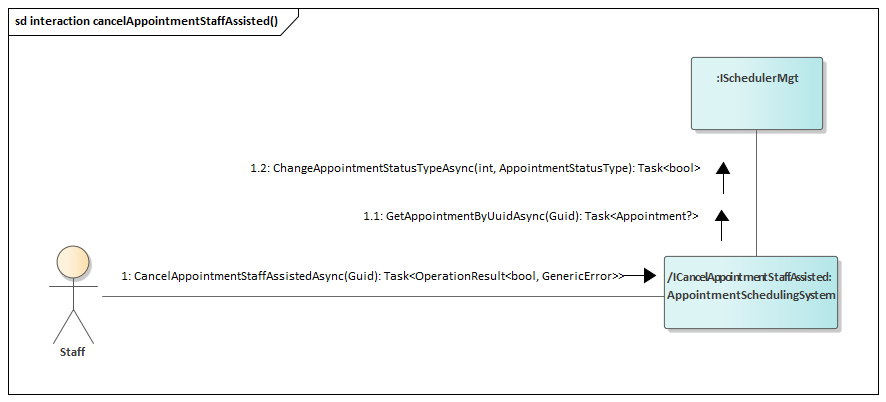 sd interaction cancelAppointmentStaffAssisted()
:ISchedulerMgt
1.2: ChangeAppointmentStatusTypeAsync(int, AppointmentStatusType): Task<bool>
1.1: GetAppointmentByUuidAsync(Guid): Task<Appointment?>
1: CancelAppointmentStaffAssistedAsync(Guid): Task<OperationResult<bool, GenericError>>
/ICancelAppointmentStaffAssisted:
AppointmentSchedulingSystem
Staff